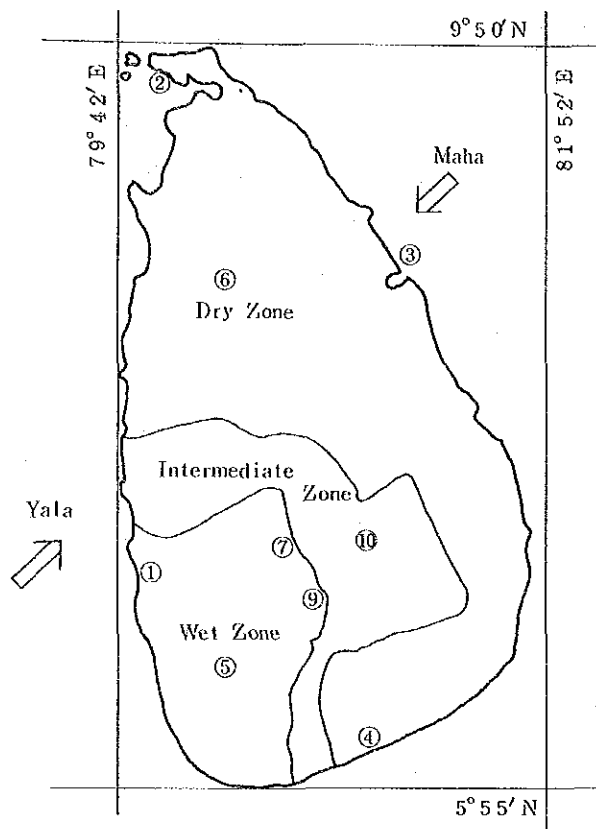 9°50′N
79°42′E
81°52′E
②
Maha
③
⑥
Dry Zone
Intermediate
Zone
Yala
⑦
⑩
①
⑨
Wet Zone
⑤
④
5°55′N